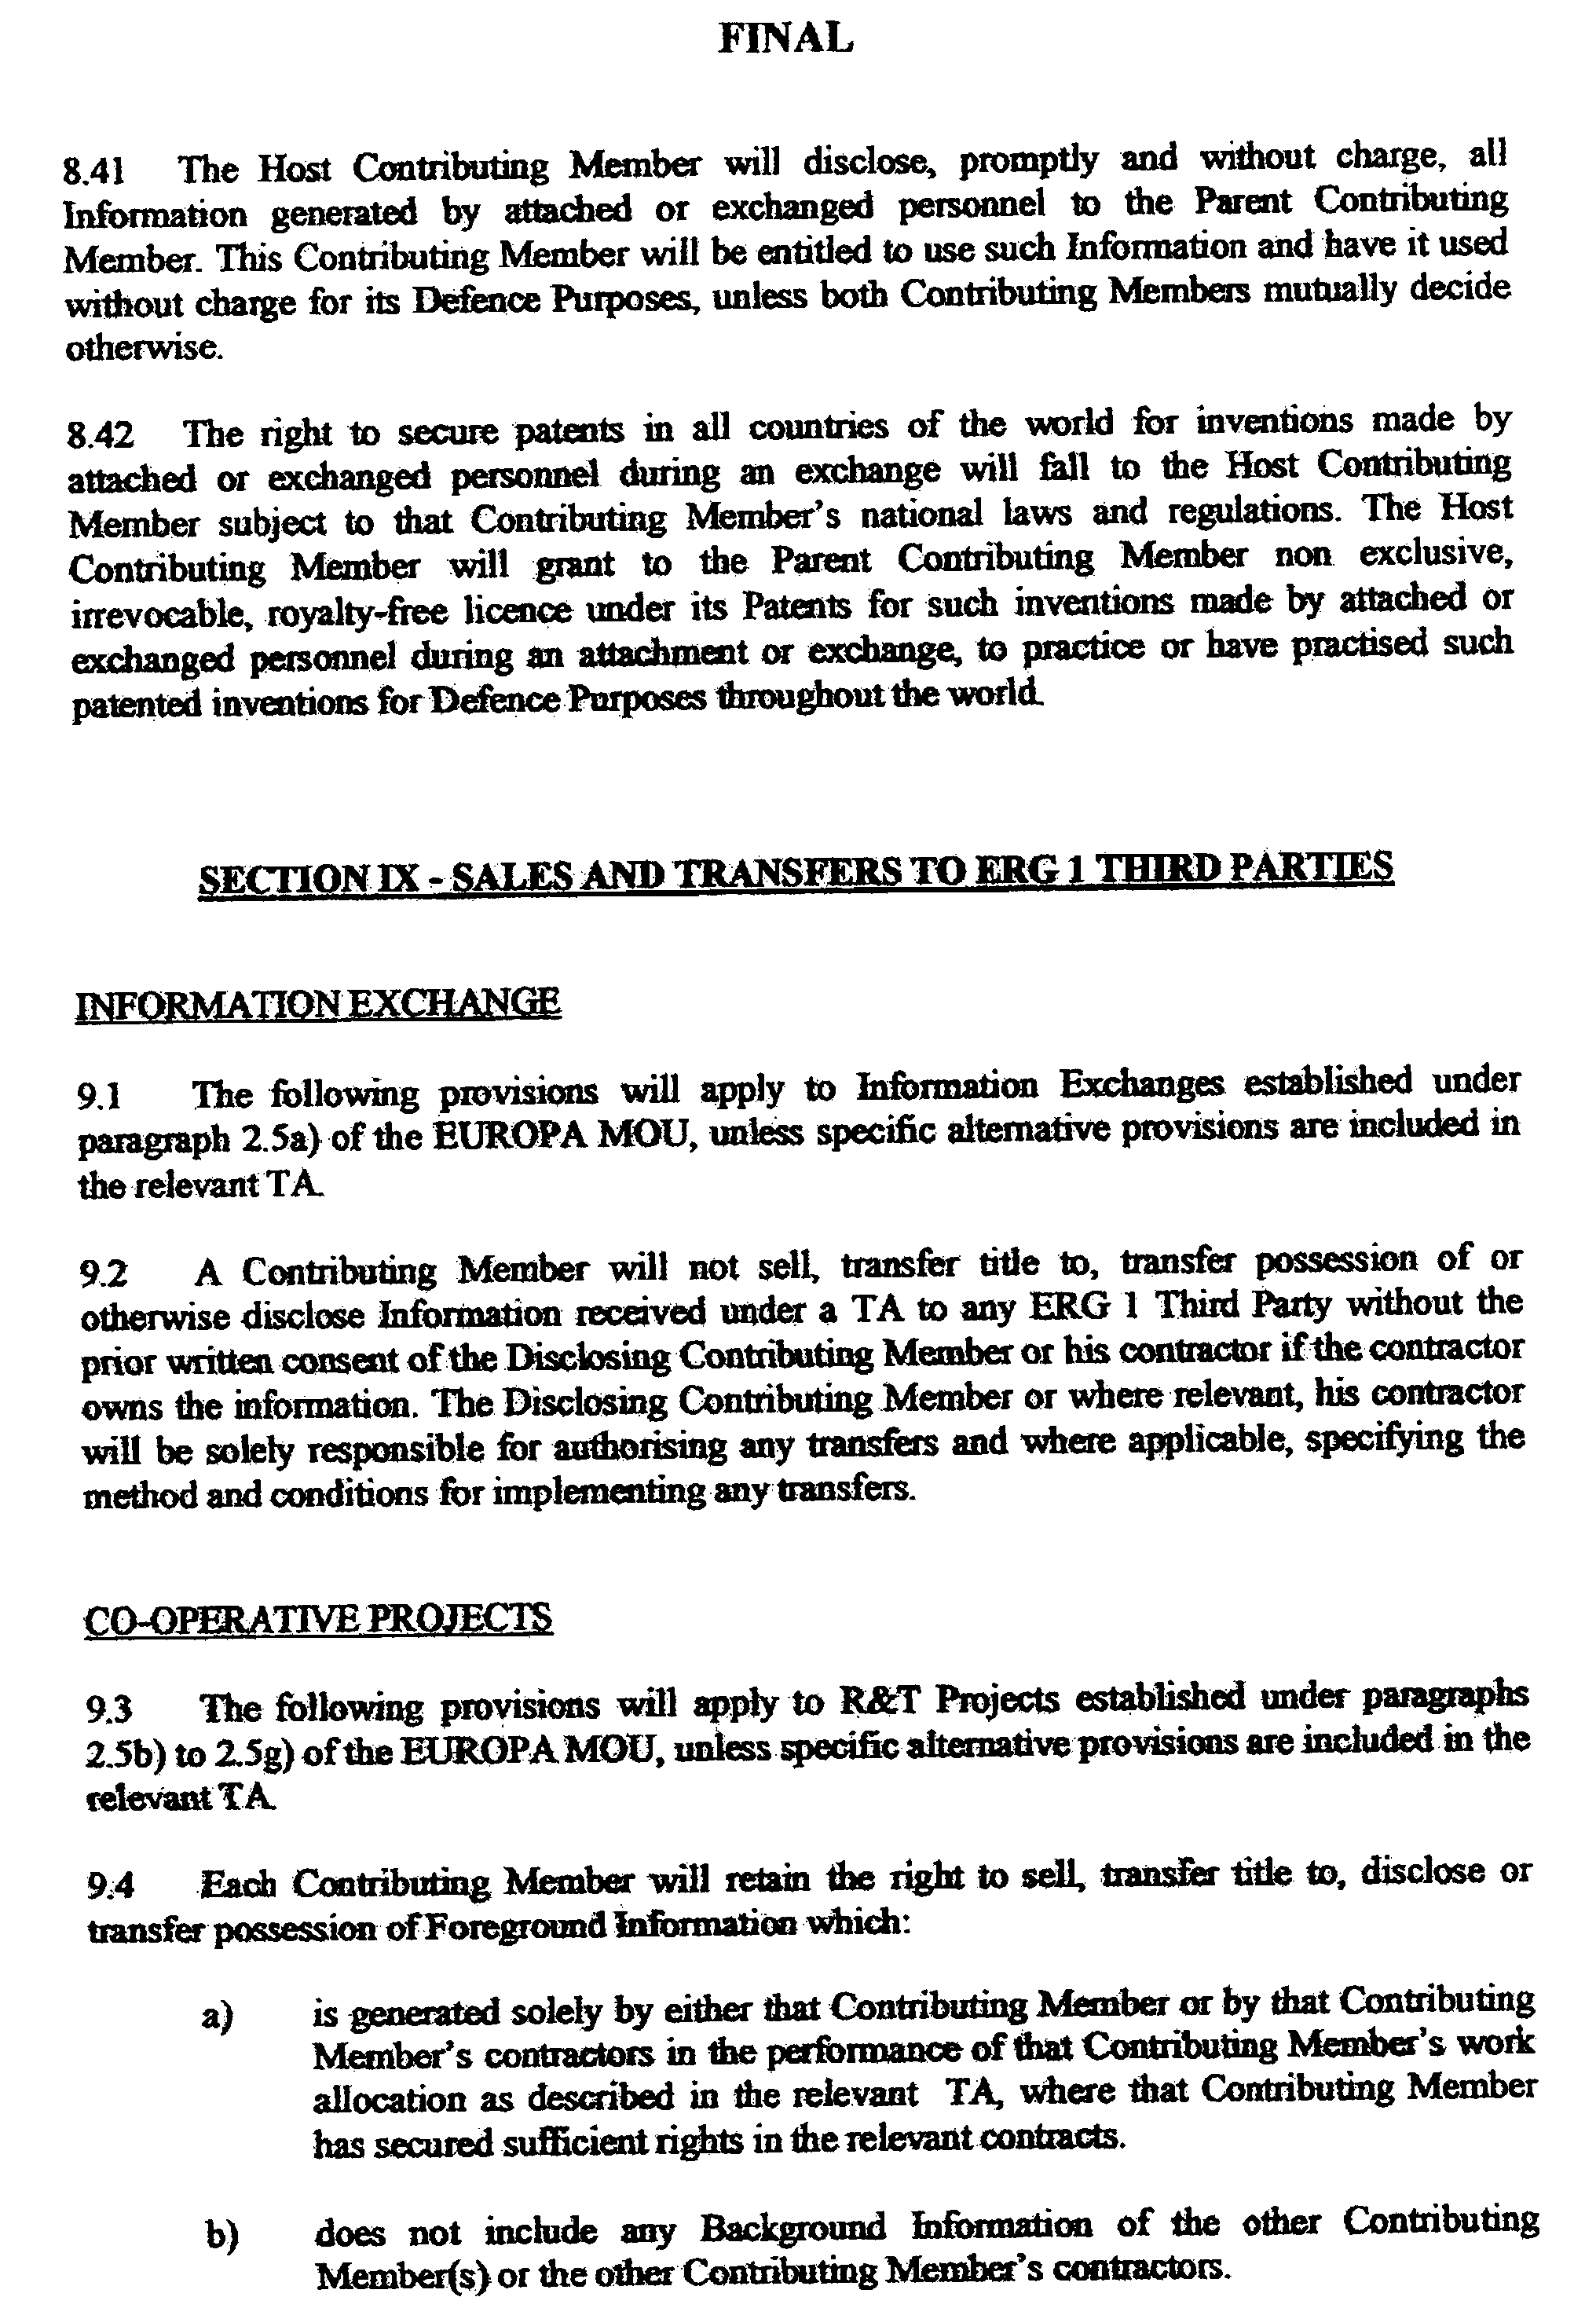 FINAL
8.41 The Host Contributing Member will disclose, promptly and without charge, all
Information generated by attached or exchanged personnel to the Parent Contributing
Member. This Contributing Member will be entitled to use such Information and have it used
without charge for its Defence Purposes, unless both Contributing Members mutually decide
otherwise.
8.42 The right to secure patents in all countries of the world for inventions made by
attached or exchanged personnel during an exchange will fall to the Host Contributing
Member subject to that Contributing Member's national laws and regulations. The Host
Contributing Member will grant to the Parent Contributing Member non exclusive,
irrevocable, royalty-free licence under its Patents for such inventions made by attached or
exchanged personnel during an attachment or exchange, to practice or have practised such
patented inventions for Defence Purposes throughout the world.
SECTION IX - SALES AND TRANSFERS TO ERG 1 THIRD PARTIES
INFORMATION EXCHANGE
9.1 The following provisions will apply to Information Exchanges established under
paragraph 2.5a) of the EUROPA MOU, unless specific alternative provisions are included in
the relevant TA.
9.2 A Contributing Member will not sell, transfer title to, transfer possession of or
otherwise disclose Information received under a TA to any ERG 1 Third Party without the
prior written consent of the Disclosing Contributing Member or his contractor if the contractor
owns the information. The Disclosing Contributing Member or where relevant, his contractor
will be solely responsible for authorising any transfers and where applicable, specifying the
method and conditions for implementing any transfers.
CO-OPERATIVE PROJECTS
9.3 The following provisions will apply to R&T Projects established under paragraphs
2.5b) to 2.5g) of the EUROPA MOU, unless specific alternative provisions are included in the
relevant TA.
9.4 Each Contributing Member will retain the right to sell, transfer title to, disclose or
transfer possession of Foreground Information which:
a) is generated solely by either that Contributing Member or by that Contributing
Member's contractors in the performance of that Contributing Member's work
allocation as described in the relevant TA, where that Contributing Member
has secured sufficient rights in the relevant contracts.
b) does not include any Background Information of the other Contributing
Member(s) or the other Contributing Member's contractors.